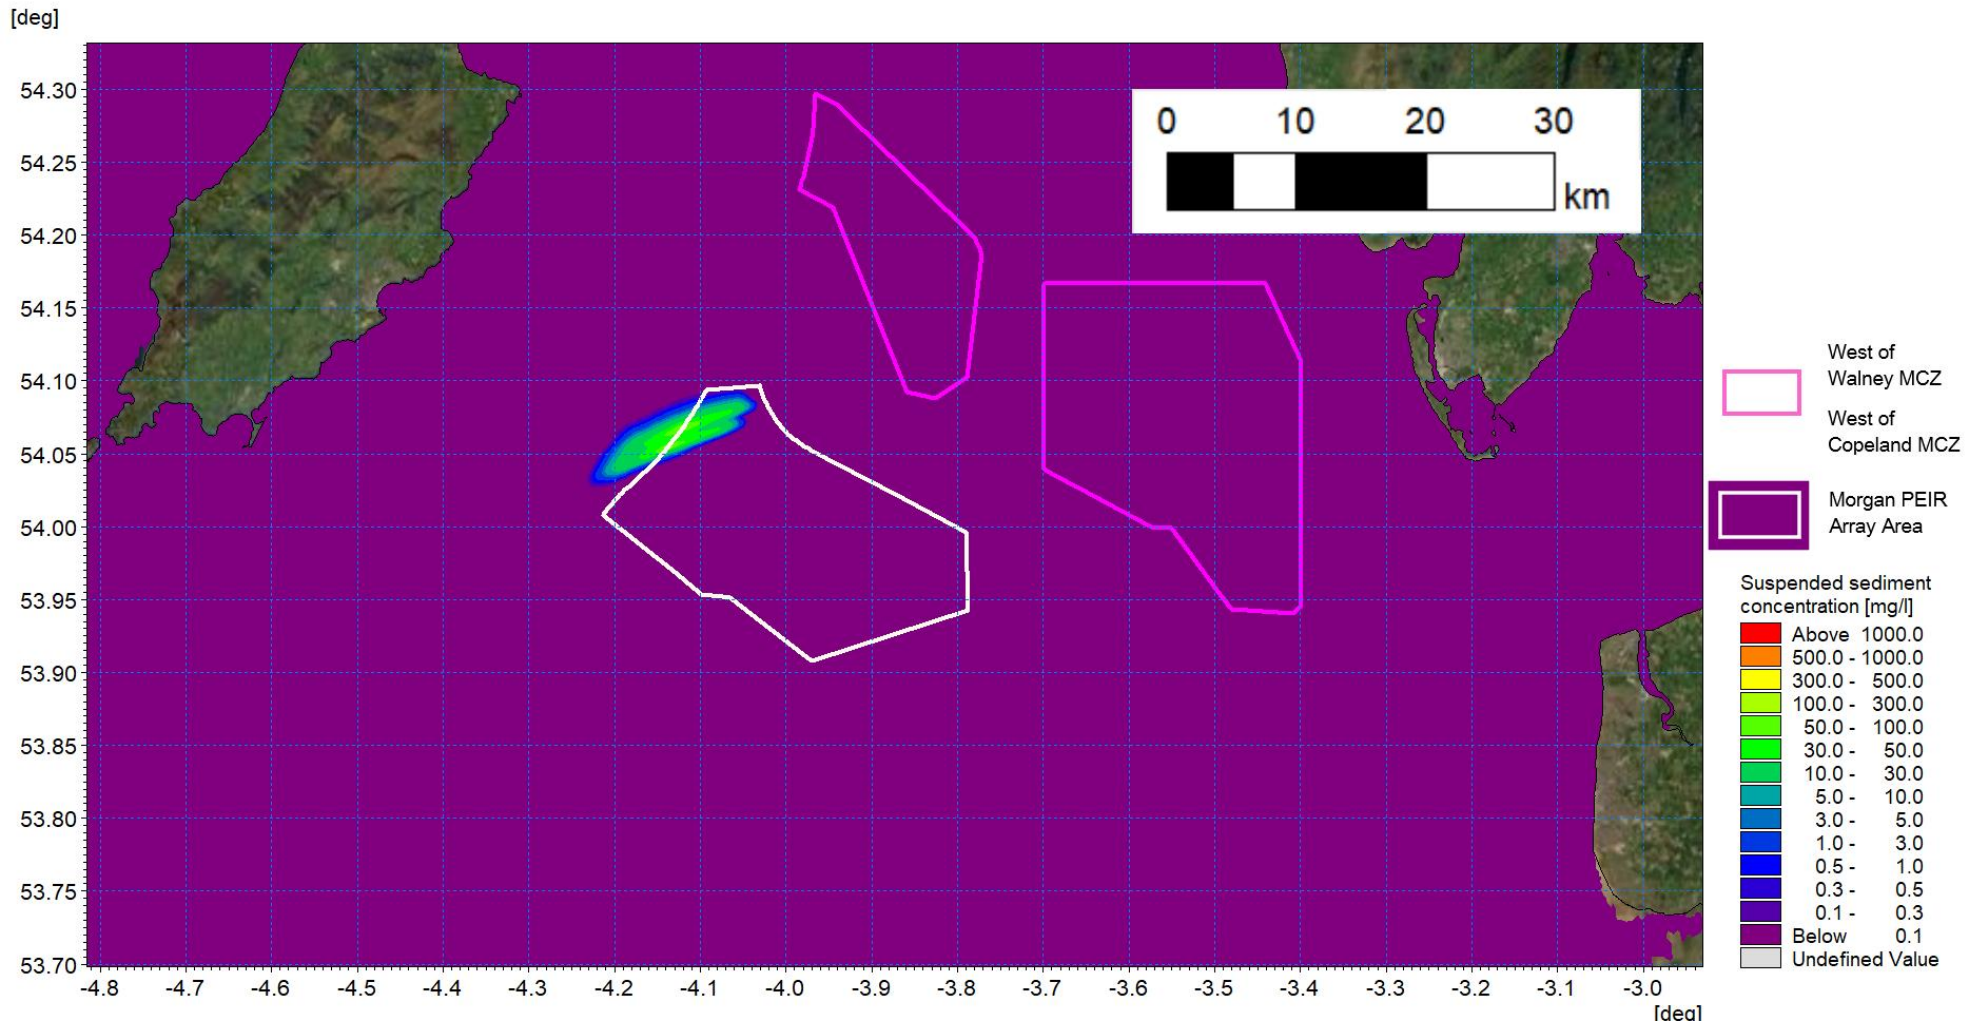 [deg]
54.30
54.25
54.20
54.15
54.10
54.05
54.00
53.95
53.90
53.85
53.80
53.75
53.70
-4.8 -4.7 -4.6 -4.5 -4.4 -4.3 -4.2 -4.1 -4.0 -3.9 -3.8 -3.7 -3.6 -3.5 -3.4 -3.3 -3.2 -3.1 -3.0
[deg]
0 10 20 30
km
West of
Walney MCZ
West of
Copeland MCZ
Morgan PEIR
Array Area
Suspended sediment
concentration [mg/l]
Above 1000.0
500.0 - 1000.0
300.0 - 500.0
100.0 - 300.0
50.0 - 100.0
30.0 - 50.0
10.0 - 30.0
5.0 - 10.0
3.0 - 5.0
1.0 - 3.0
0.5 - 1.0
0.3 - 0.5
0.1 - 0.3
Below 0.1
Undefined Value